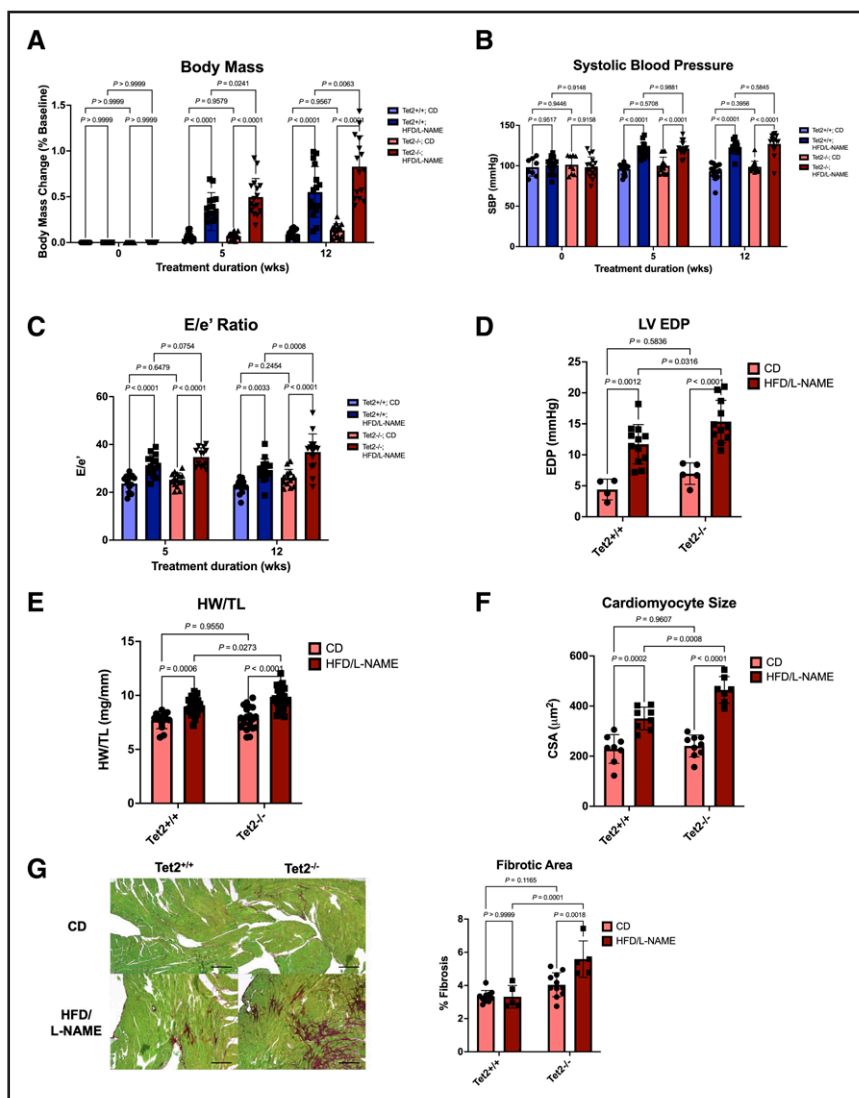 A
Body Mass
P > 0.9999
P > 0.9999
P > 0.9999 P > 0.9999
P = 0.0241
P = 0.9579
P < 0.0001 P < 0.0001
P = 0.0063
P = 0.9567
P < 0.0001 P < 0.0001
Body Mass Change (% Baseline)
1.5
1.0
0.5
0.0
0 5 12
Treatment duration (wks)
Tet2+/+; CD
Tet2+/+;
HFD/L-NAME
Tet2-/-; CD
Tet2-/-;
HFD/L-NAME
B
Systolic Blood Pressure
P = 0.9148
P = 0.9446
P = 0.9517 P = 0.9158
P = 0.9881
P = 0.5708
P < 0.0001 P < 0.0001
P = 0.5845
P = 0.3956
P < 0.0001 P < 0.0001
SBP (mmHg)
200
150
100
50
0
0 5 12
Treatment duration (wks)
Tet2+/+; CD
Tet2+/+;
HFD/L-NAME
Tet2-/-; CD
Tet2-/-;
HFD/L-NAME
C
E/e' Ratio
P = 0.0754
P = 0.6479
P < 0.0001 P < 0.0001
P = 0.0008
P = 0.2454
P = 0.0033 P < 0.0001
E/e'
60
40
20
0
5 12
Treatment duration (wks)
Tet2+/+; CD
Tet2+/+;
HFD/L-NAME
Tet2-/-; CD
Tet2-/-;
HFD/L-NAME
D
LV EDP
P = 0.5836
P = 0.0316
P = 0.0012 P < 0.0001
EDP (mmHg)
25
20
15
10
5
0
Tet2+/+ Tet2-/-
CD
HFD/L-NAME
E
HW/TL
P = 0.9550
P = 0.0273
P = 0.0006 P < 0.0001
HW/TL (mg/mm)
15
10
5
0
Tet2+/+ Tet2-/-
CD
HFD/L-NAME
F
Cardiomyocyte Size
P = 0.9607
P = 0.0008
P = 0.0002 P < 0.0001
CSA (μm²)
600
400
200
0
Tet2+/+ Tet2-/-
CD
HFD/L-NAME
G
Tet2+/+ Tet2-/-
CD
HFD/
L-NAME
Fibrotic Area
P = 0.1165
P = 0.0001
P > 0.9999 P = 0.0018
% Fibrosis
8
6
4
2
0
Tet2+/+ Tet2-/-
CD
HFD/L-NAME